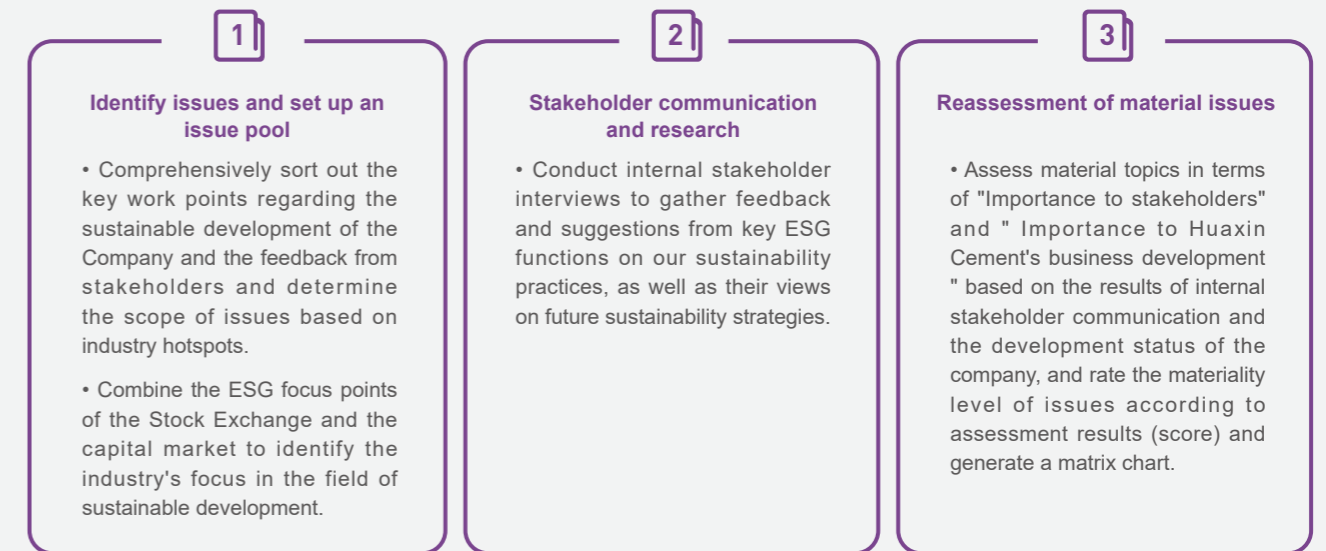 1
Identify issues and set up an
issue pool
• Comprehensively sort out the
key work points regarding the
sustainable development of the
Company and the feedback from
stakeholders and determine
the scope of issues based on
industry hotspots.
• Combine the ESG focus points
of the Stock Exchange and the
capital market to identify the
industry's focus in the field of
sustainable development.
2
Stakeholder communication
and research
• Conduct internal stakeholder
interviews to gather feedback
and suggestions from key ESG
functions on our sustainability
practices, as well as their views
on future sustainability strategies.
3
Reassessment of material issues
• Assess material topics in terms
of "Importance to stakeholders"
and " Importance to Huaxin
Cement's business development
" based on the results of internal
stakeholder communication and
the development status of the
company, and rate the materiality
level of issues according to
assessment results (score) and
generate a matrix chart.